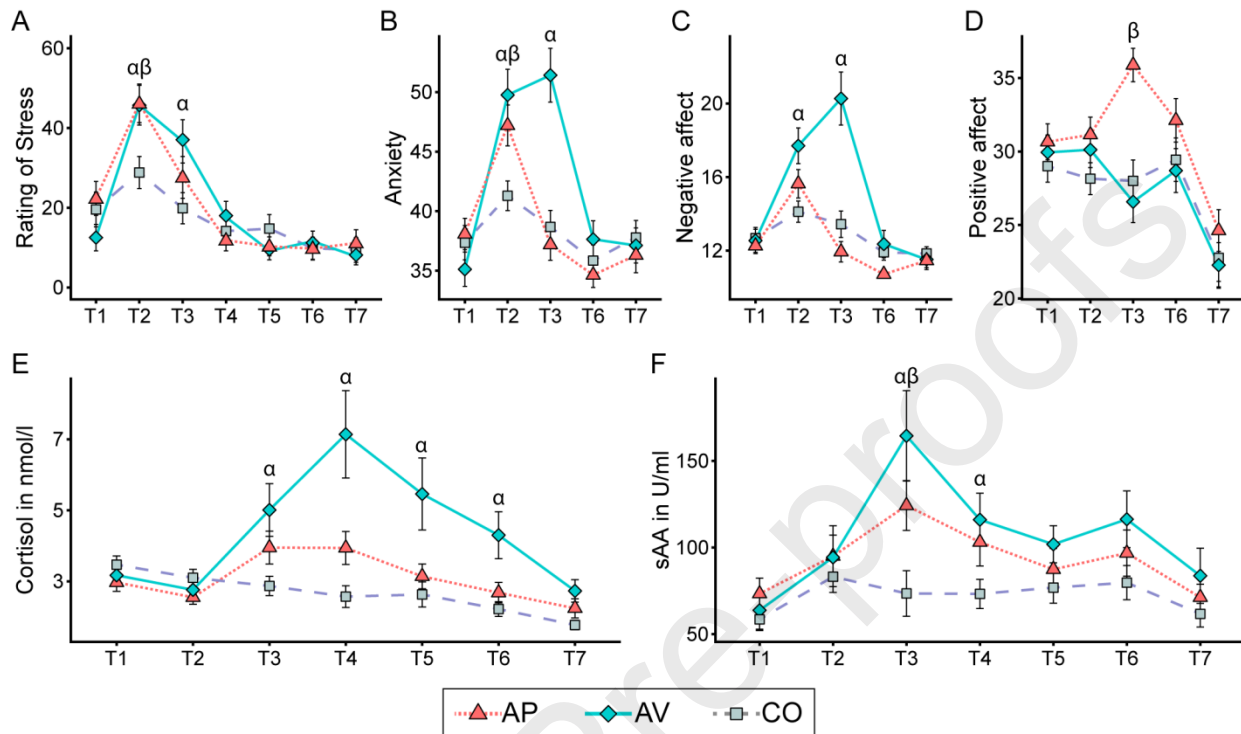 A
Rating of Stress
60
40
20
0
αβ
α
T1 T2 T3 T4 T5 T6 T7
B
Anxiety
50
45
40
35
αβ
α
T1 T2 T3 T6 T7
C
Negative affect
20
16
12
α
α
T1 T2 T3 T6 T7
D
Positive affect
35
30
25
20
β
T1 T2 T3 T6 T7
E
Cortisol in nmol/l
7
5
3
α
α
α
α
T1 T2 T3 T4 T5 T6 T7
F
sAA in U/ml
150
100
50
αβ
α
T1 T2 T3 T4 T5 T6 T7
AP AV CO
pre-proofs